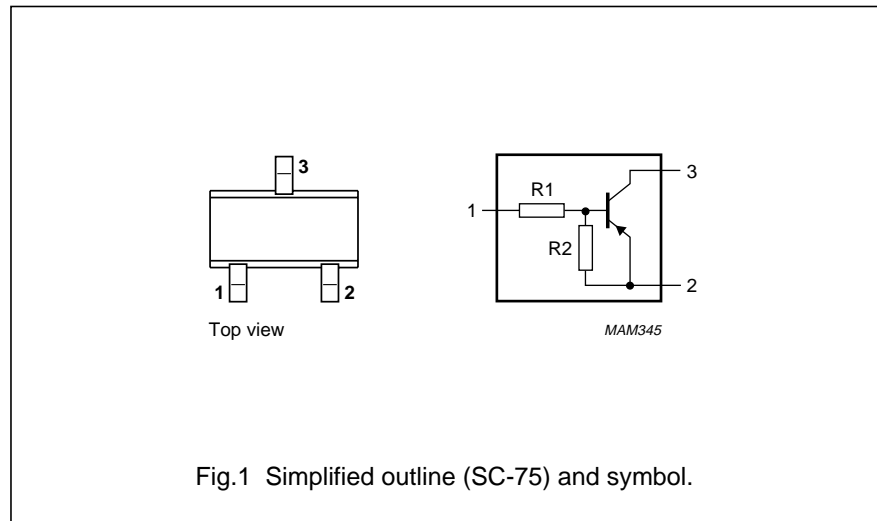 3
1
2
Top view
R1
R2
1
3
2
MAM345
Fig.1 Simplified outline (SC-75) and symbol.